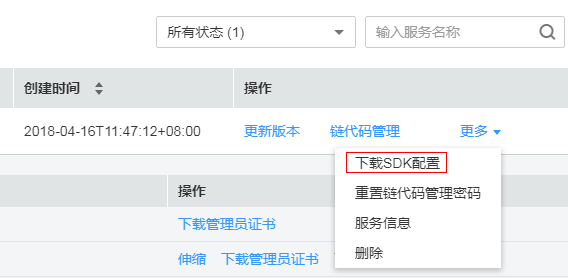 所有状态 (1)
输入服务名称
创建时间 操作
2018-04-16T11:47:12+08:00 更新版本 链代码管理 更多
下载SDK配置
重置链代码管理密码
服务信息
删除
操作
下载管理员证书
伸缩 下载管理员证书